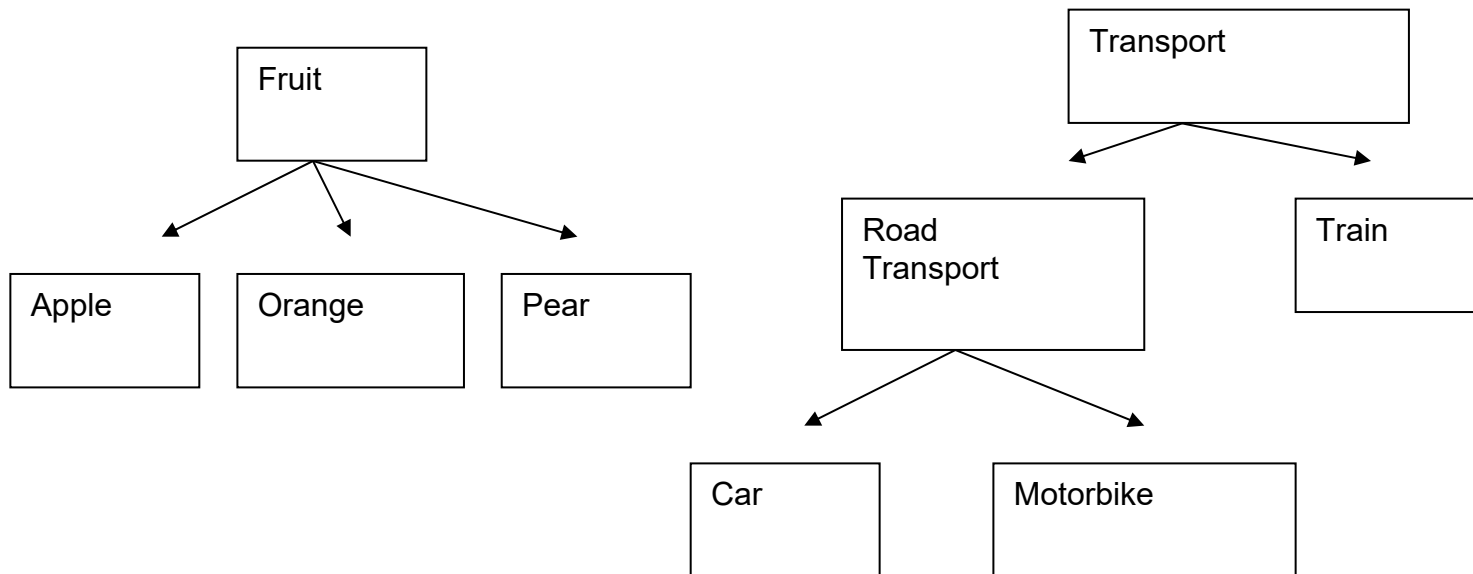 Fruit
Apple
Orange
Pear
Transport
Road
Transport
Train
Car
Motorbike